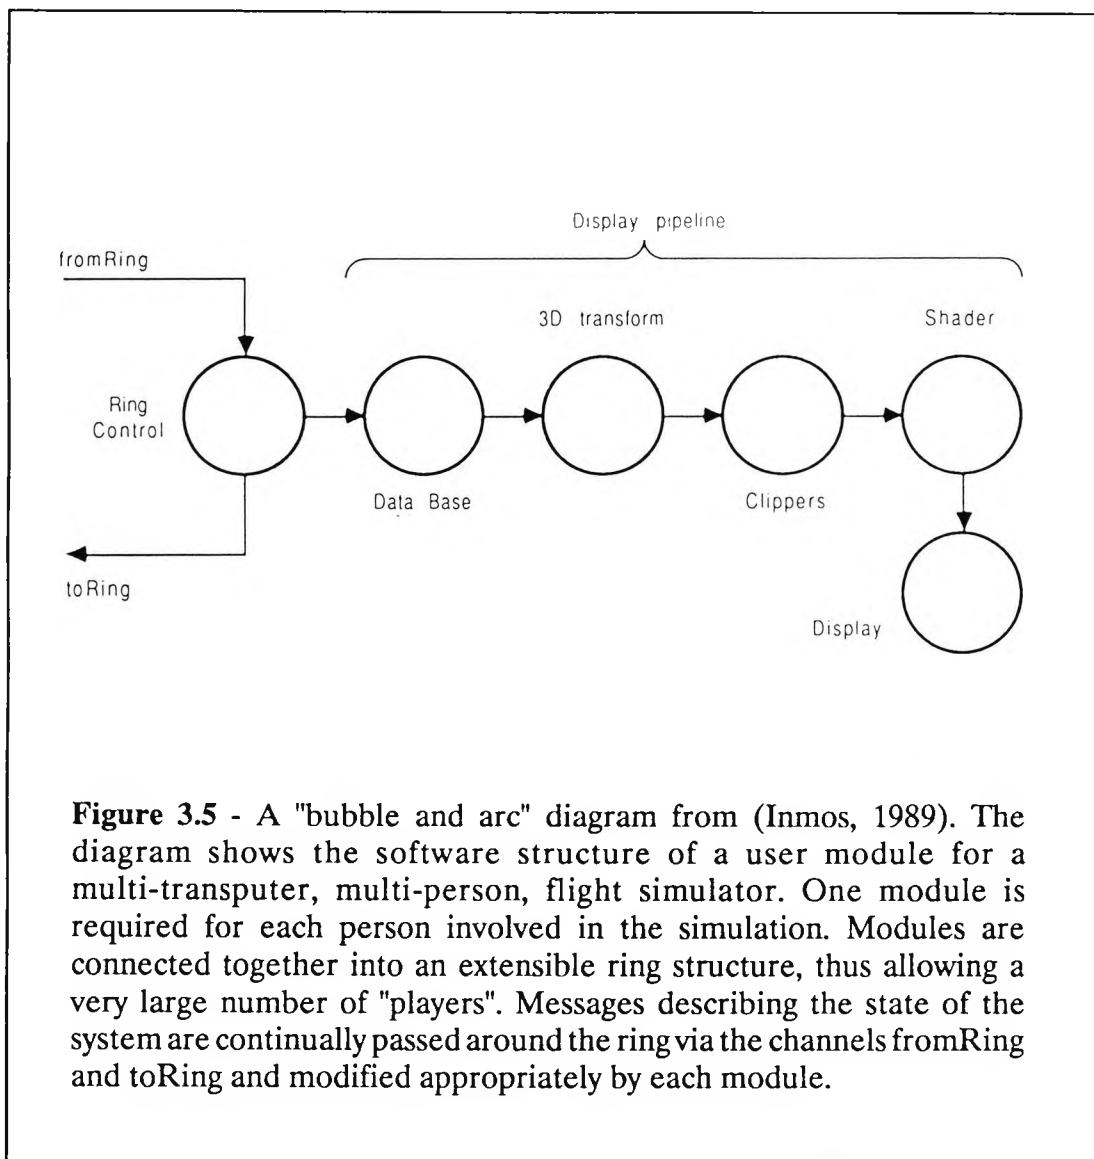 Display pipeline
fromRing
3D transform
Shader
Ring
Control
Data Base
Clippers
toRing
Display
Figure 3.5 - A "bubble and arc" diagram from (Inmos, 1989). The
diagram shows the software structure of a user module for a
multi-transputer, multi-person, flight simulator. One module is
required for each person involved in the simulation. Modules are
connected together into an extensible ring structure, thus allowing a
very large number of "players". Messages describing the state of the
system are continually passed around the ring via the channels fromRing
and toRing and modified appropriately by each module.